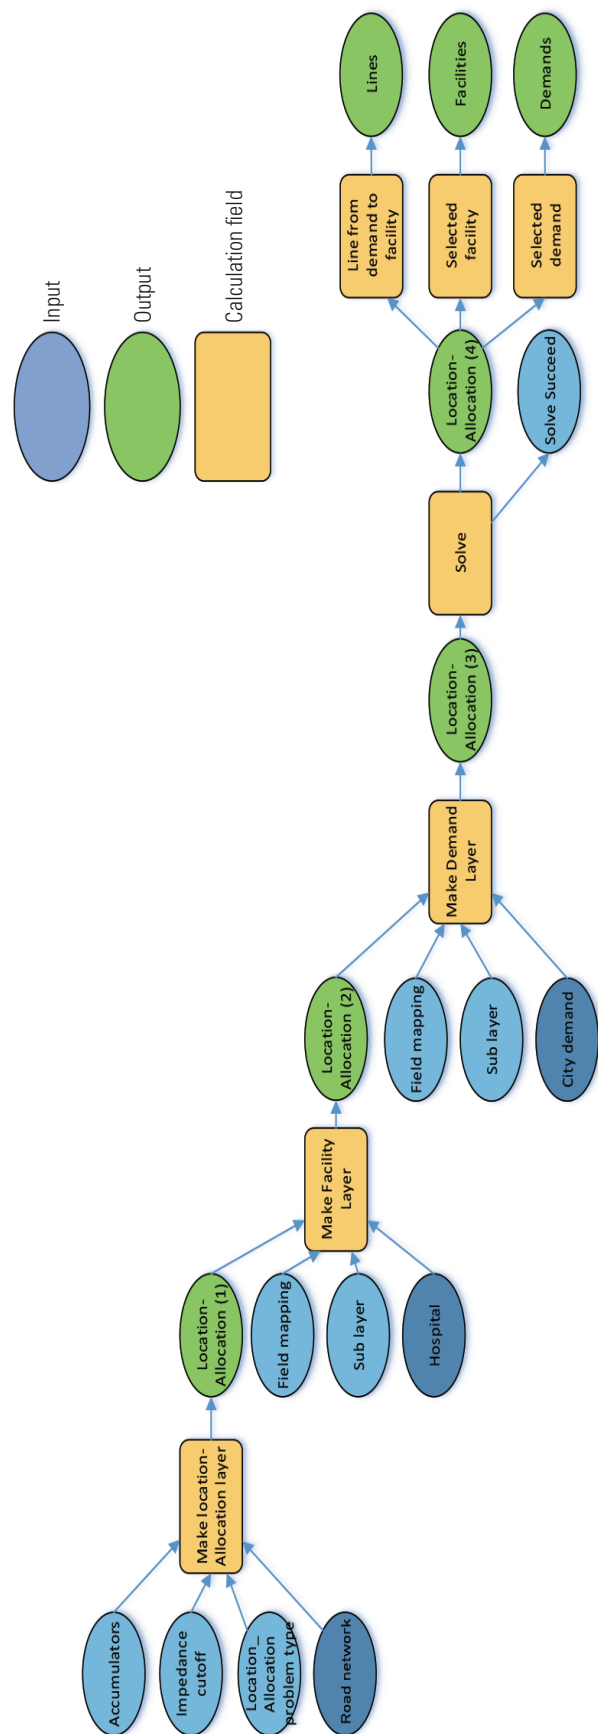 Input
Output
Calculation field
Accumulators
Impedance
cutoff
Location_
Allocation
problem type
Road network
Make location-
Allocation layer
Location-
Allocation (1)
Field mapping
Sub layer
Hospital
Make Facility
Layer
Location-
Allocation (2)
Field mapping
Sub layer
City demand
Make Demand
Layer
Location-
Allocation (3)
Solve
Location-
Allocation (4)
Solve Succeed
Line from
demand to
facility
Selected
facility
Selected
demand
Lines
Facilities
Demands